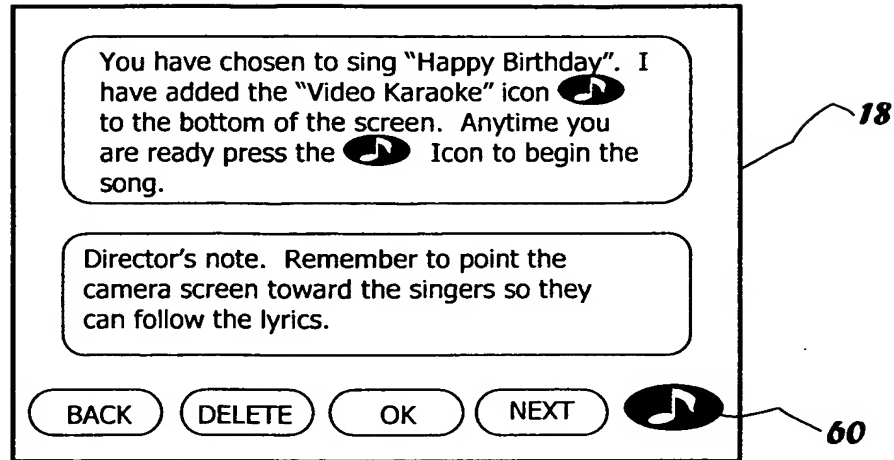 You have chosen to sing “Happy Birthday”. I
have added the “Video Karaoke” icon
to the bottom of the screen. Anytime you
are ready press the Icon to begin the
song.
18
Director’s note. Remember to point the
camera screen toward the singers so they
can follow the lyrics.
BACK DELETE OK NEXT
60